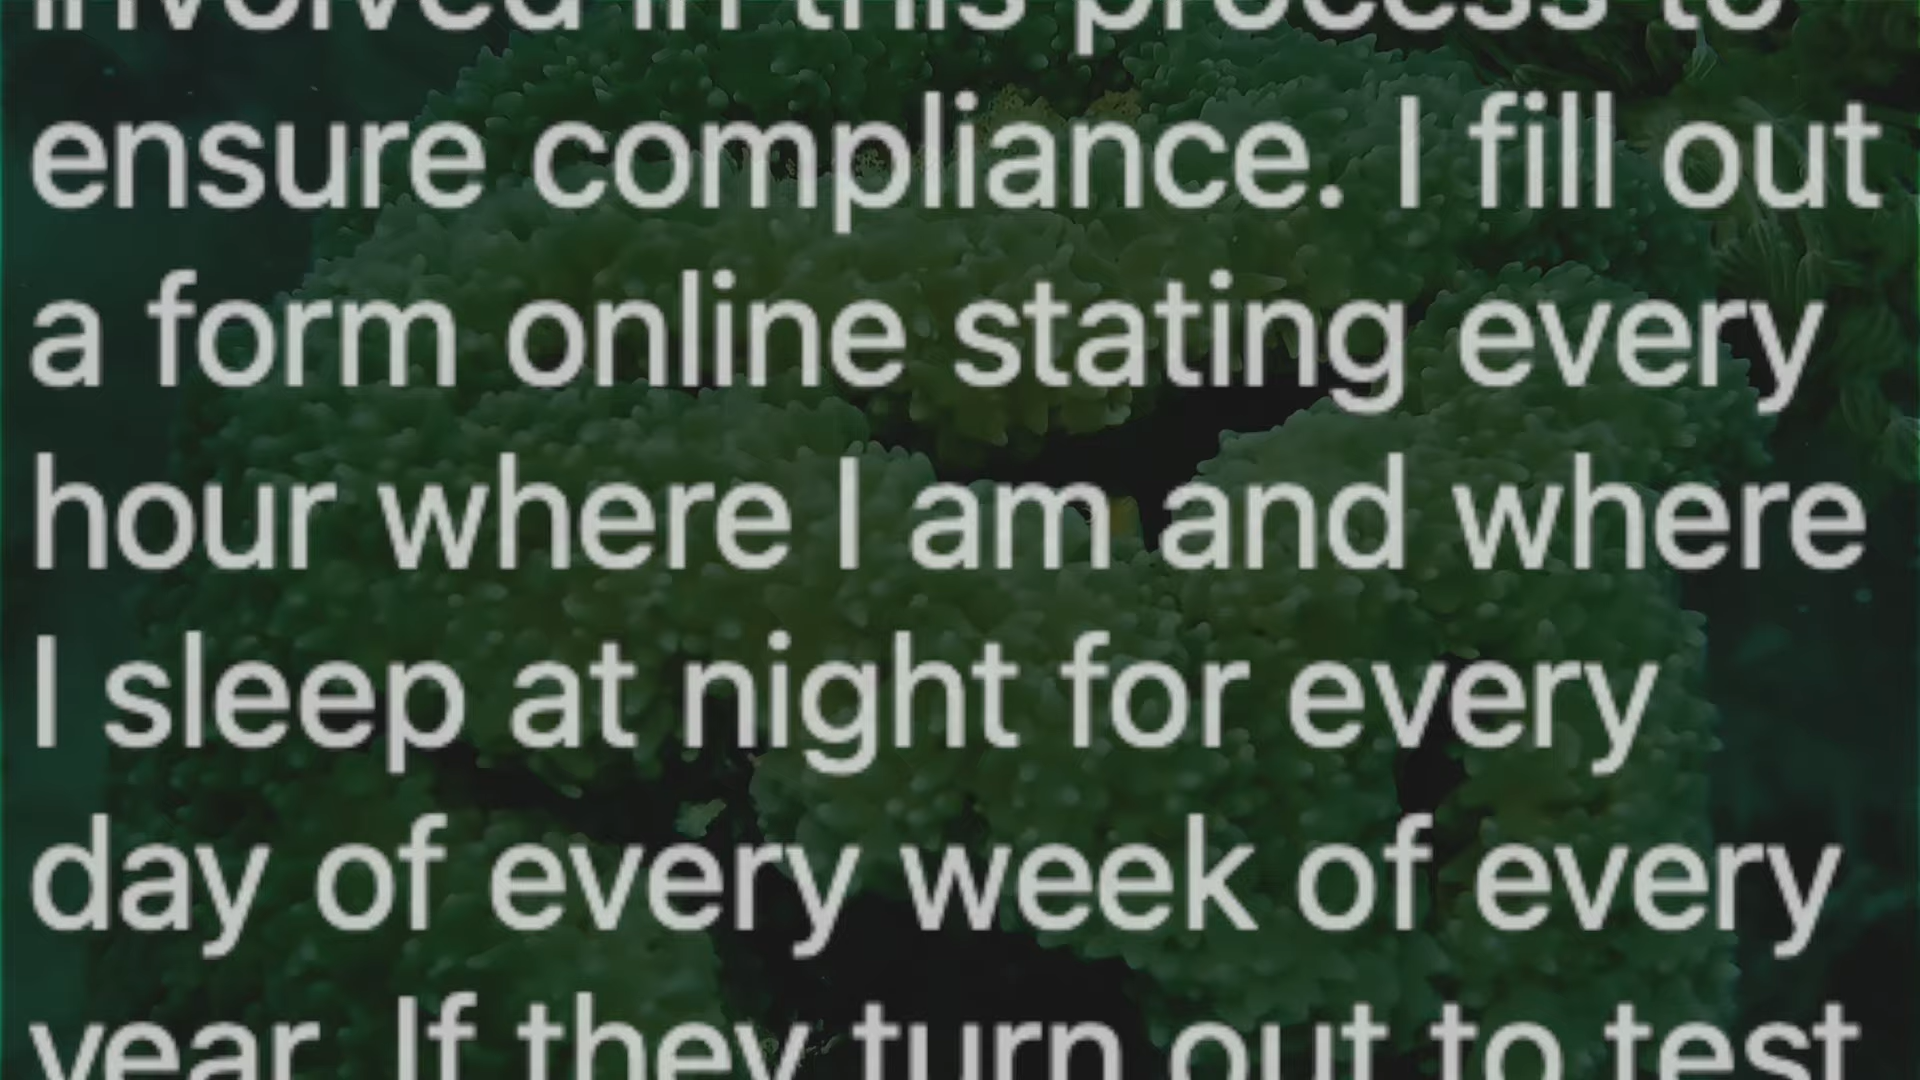 involved in this process to
ensure compliance. I fill out
a form online stating every
hour where I am and where
I sleep at night for every
day of every week of every
year. If they turn out to test